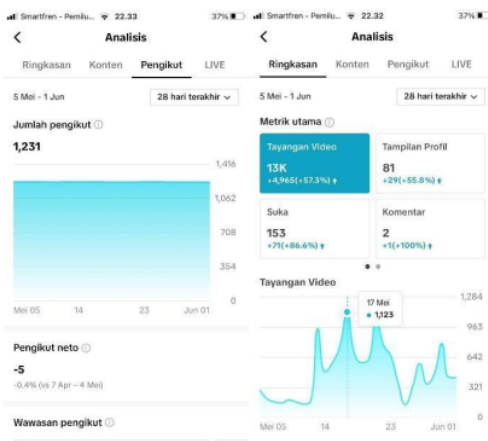 Smartfren - Pemilu... 22.33 37%
Analisis
Ringkasan Konten Pengikut LIVE
5 Mei - 1 Jun 28 hari terakhir
Jumlah pengikut
1,231
1,416
1,062
708
354
0
Mei 05 14 23 Jun 01
Pengikut neto
-5
-0.4% (vs 7 Apr – 4 Mei)
Wawasan pengikut
Smartfren - Pemilu... 22.32 37%
Analisis
Ringkasan Konten Pengikut LIVE
5 Mei - 1 Jun 28 hari terakhir
Metrik utama
Tayangan Video
13K
+4,965(+57.3%)
Tampilan Profil
81
+29(+55.8%)
Suka
153
+71(+86.6%)
Komentar
2
+1(+100%)
Tayangan Video
17 Mei
1,123
1,284
963
642
321
0
Mei 05 14 23 Jun 01